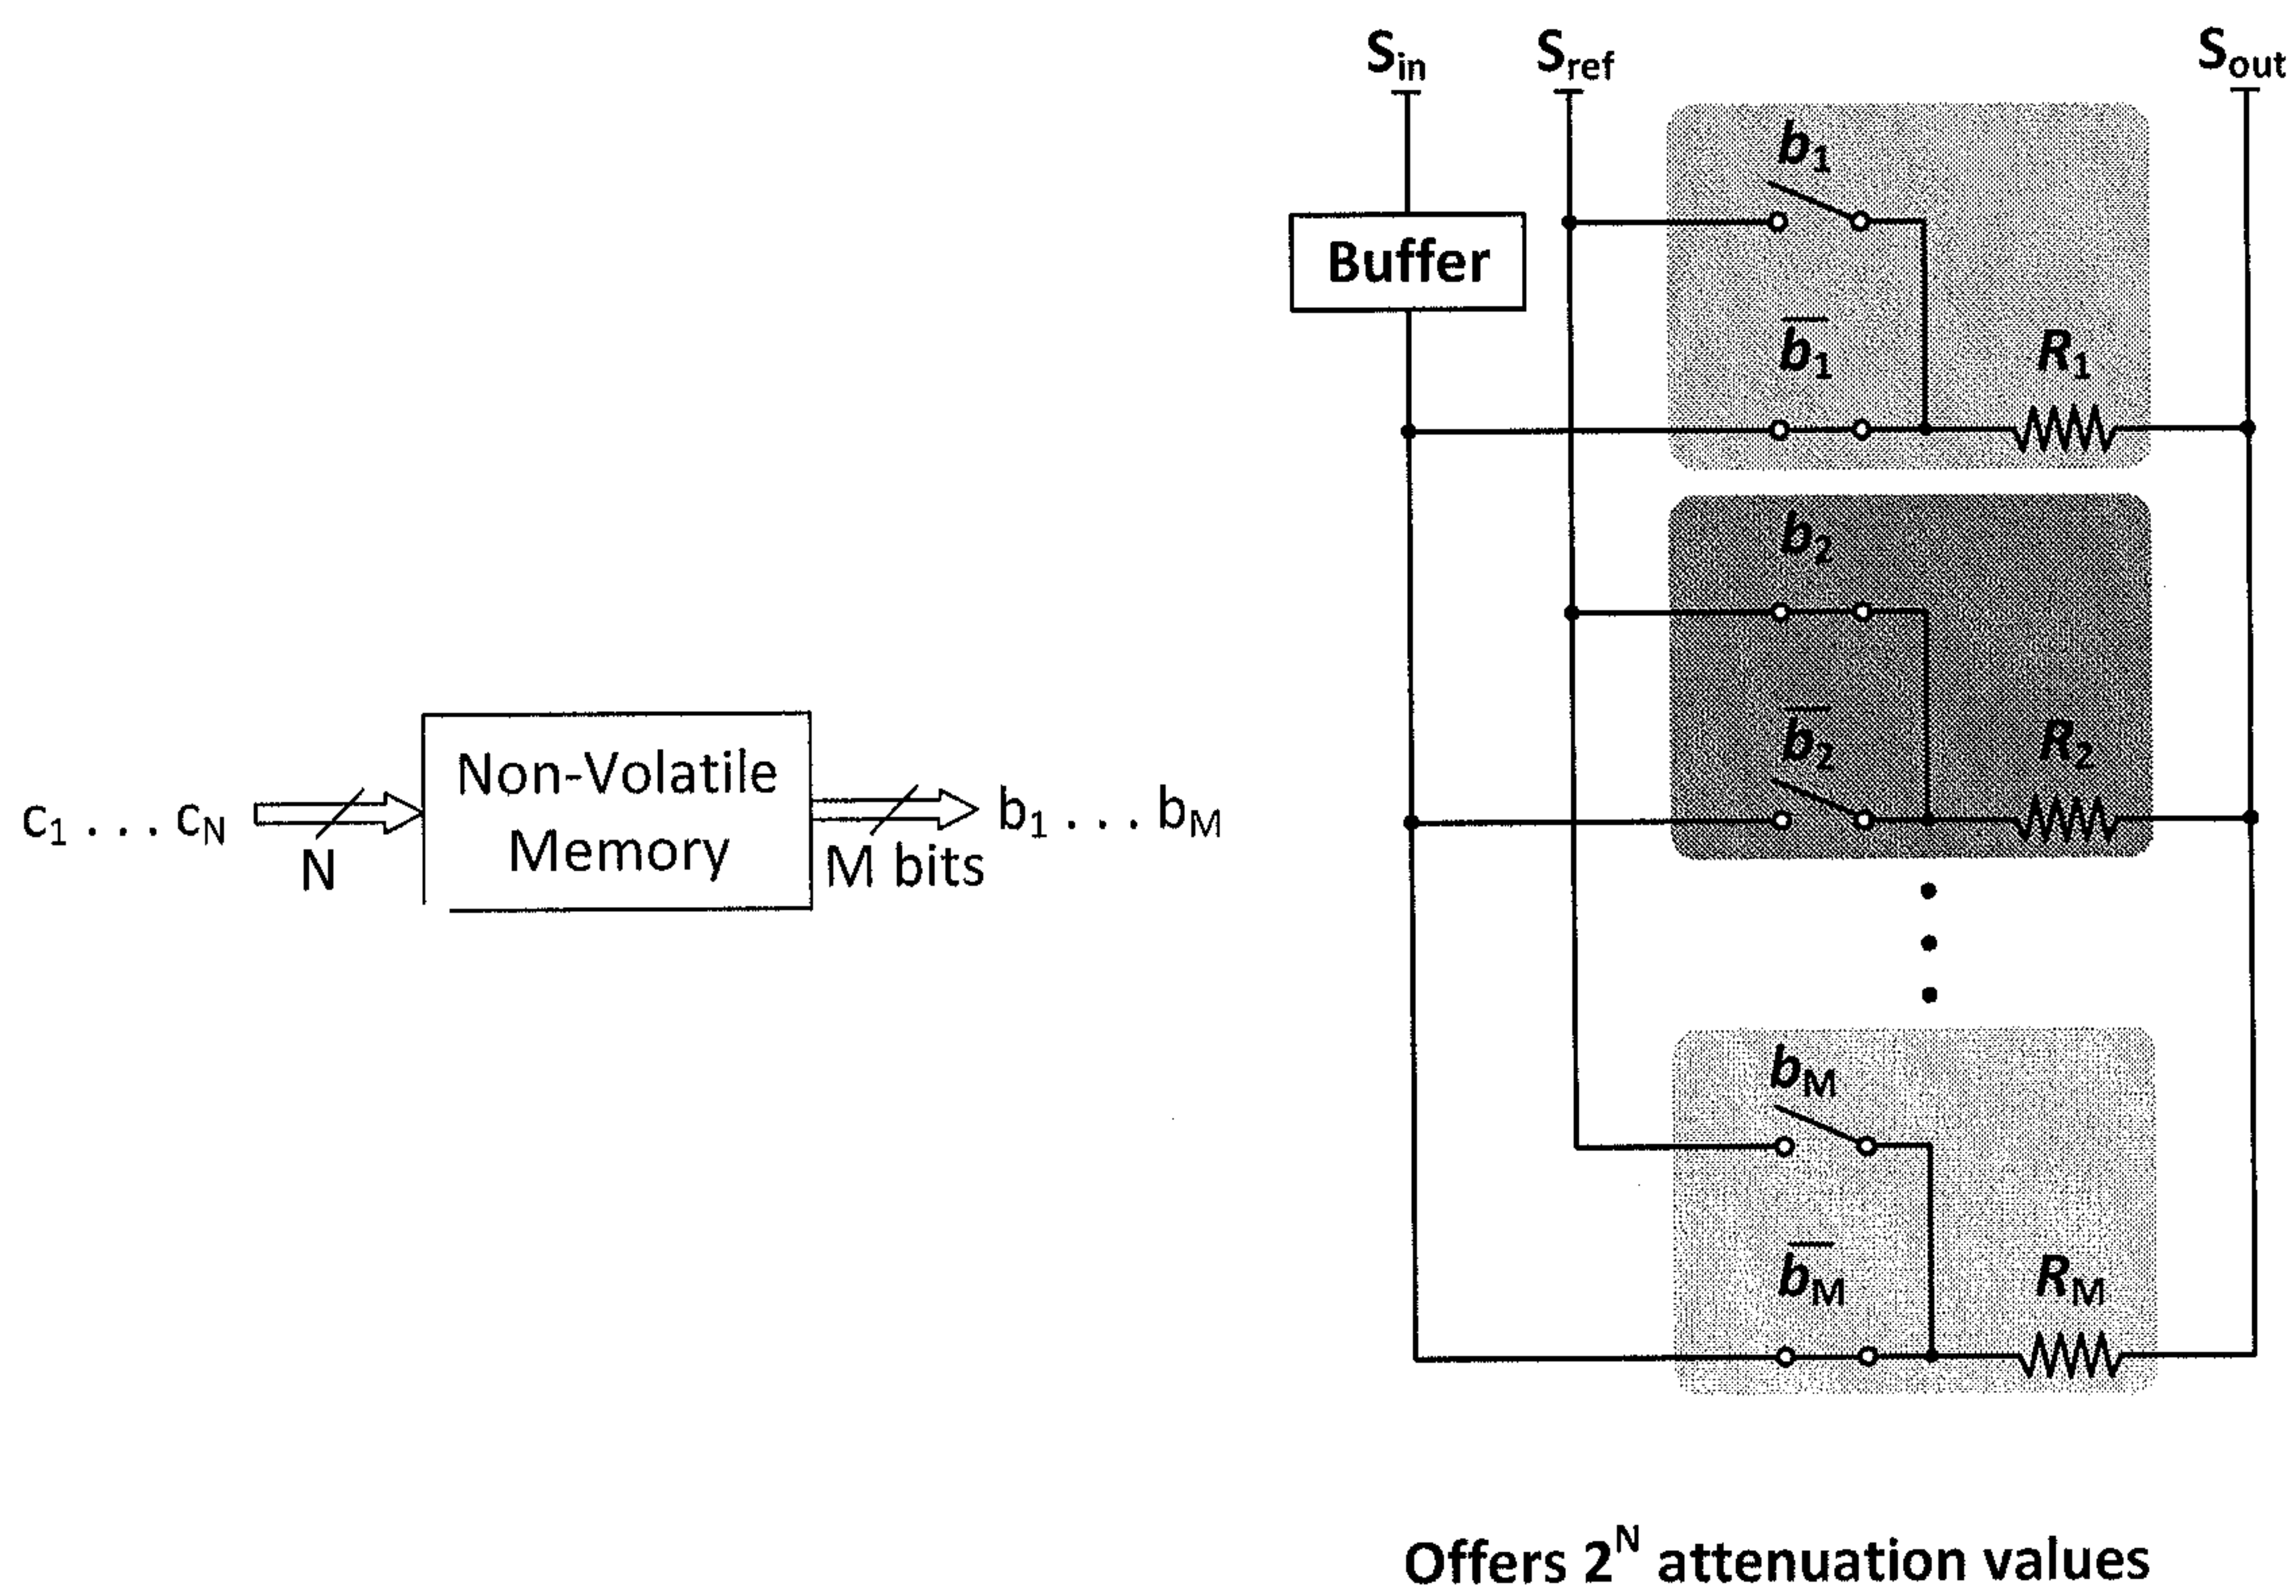 S_in S_ref S_out
b_1
Buffer
b̅_1 R_1
b_2
b̅_2 R_2
Non-Volatile
Memory
c_1 . . . c_N N M bits b_1 . . . b_M
b_M
b̅_M R_M
Offers 2^N attenuation values